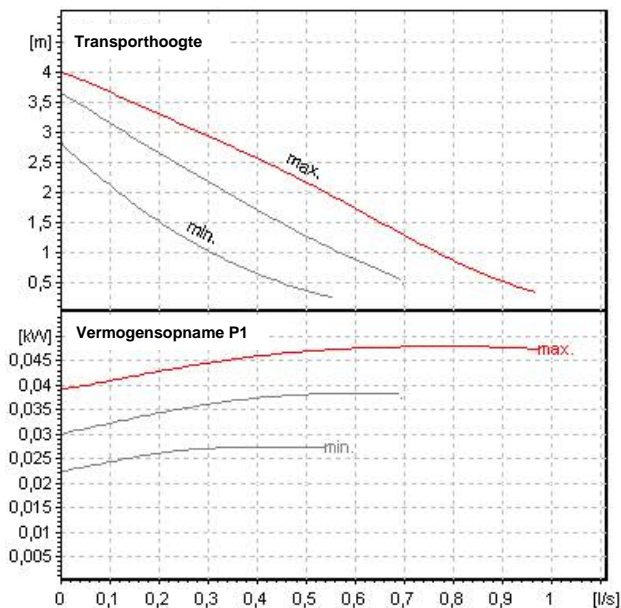 [m] Transporthoogte
4
3,5
3
2,5
2
1,5
1
0,5
max.
min.
[kW] Vermogensopname P1
0,045
0,04
0,035
0,03
0,025
0,02
0,015
0,01
0,005
max.
min.
0 0,1 0,2 0,3 0,4 0,5 0,6 0,7 0,8 0,9 1 [l/s]